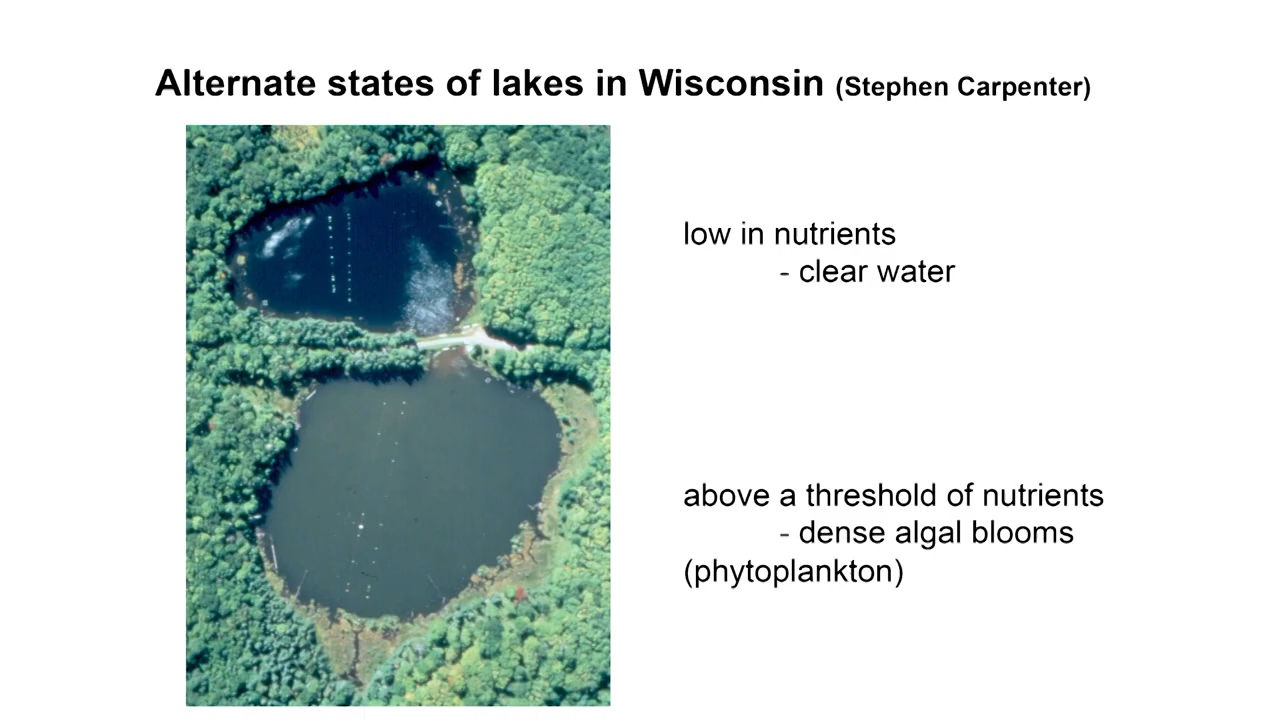 Alternate states of lakes in Wisconsin (Stephen Carpenter)
low in nutrients
- clear water
above a threshold of nutrients
- dense algal blooms
(phytoplankton)